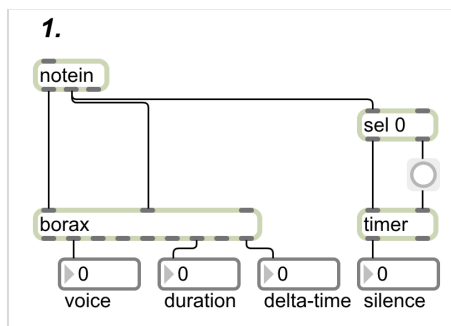 1.
notein
sel 0
borax
timer
0
0
0
0
voice
duration
delta-time
silence